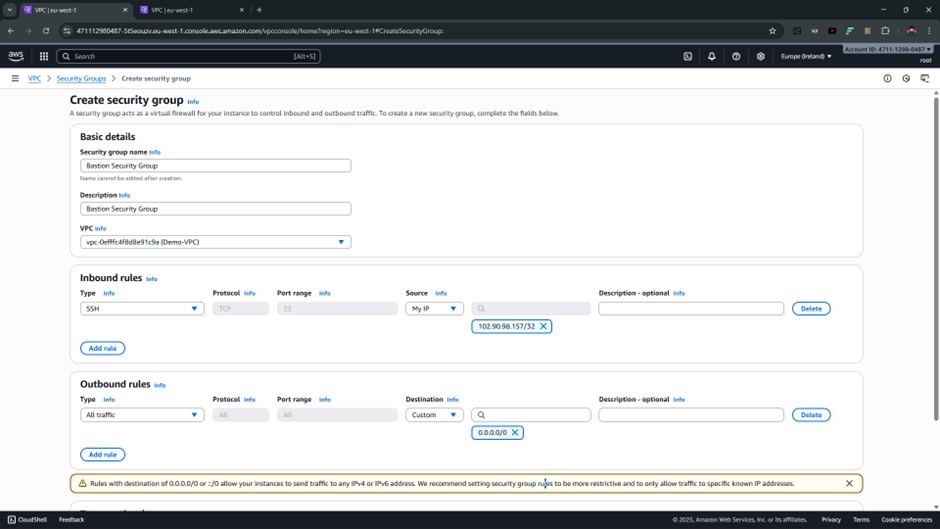 VPC | eu-west-1
VPC | eu-west-1
471112980487-5t5eouzv.eu-west-1.console.aws.amazon.com/vpcconsole/home?region=eu-west-1#CreateSecurityGroup:
aws
Search
[Alt+S]
Europe (Ireland)
Account ID: 4711-1298-0487
root
VPC > Security Groups > Create security group
Create security group Info
A security group acts as a virtual firewall for your instance to control inbound and outbound traffic. To create a new security group, complete the fields below.
Basic details
Security group name Info
Bastion Security Group
Name cannot be edited after creation.
Description Info
Bastion Security Group
VPC Info
vpc-0efffc4f8d8e91c9a (Demo-VPC)
Inbound rules Info
Type Info Protocol Info Port range Info Source Info Description - optional Info
SSH TCP 22 My IP Delete
102.90.98.157/32
Add rule
Outbound rules Info
Type Info Protocol Info Port range Info Destination Info Description - optional Info
All traffic All All Custom Delete
0.0.0.0/0
Add rule
Rules with destination of 0.0.0.0/0 or ::/0 allow your instances to send traffic to any IPv4 or IPv6 address. We recommend setting security group rules to be more restrictive and to only allow traffic to specific known IP addresses.
CloudShell Feedback © 2025, Amazon Web Services, Inc. or its affiliates. Privacy Terms Cookie preferences